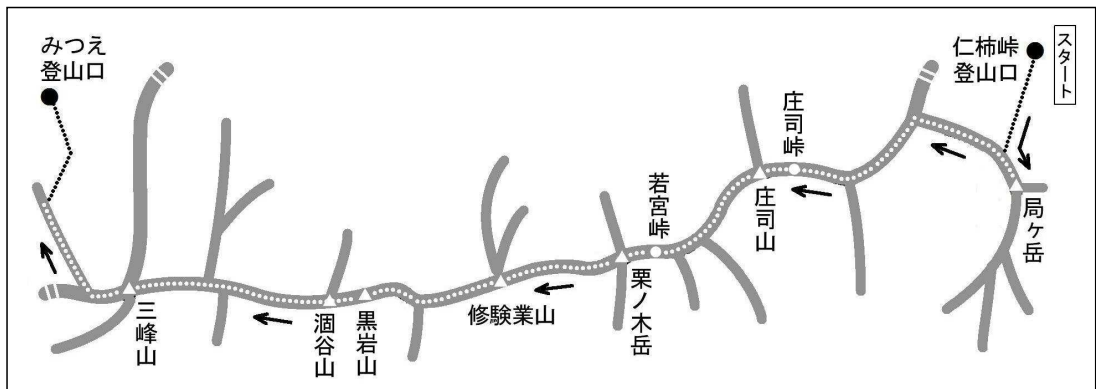 みつえ
登山口
三峰山
涸谷山
黒岩山
修験業山
栗ノ木岳
若宮峠
庄司山
庄司峠
仁柿峠
登山口
スタート
局ヶ岳